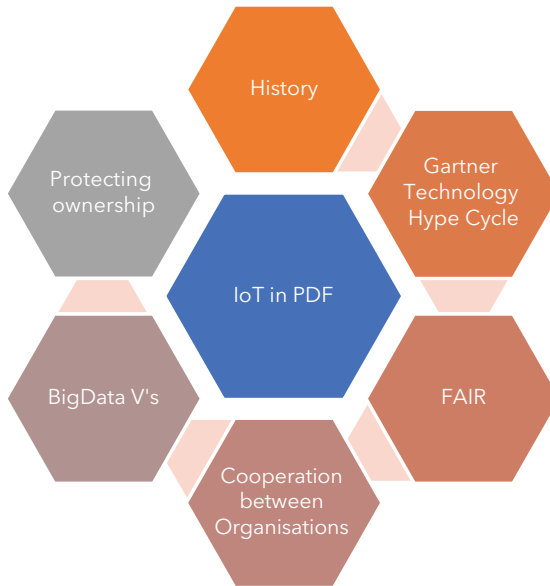 History
Gartner
Technology
Hype Cycle
Protecting
ownership
IoT in PDF
BigData V's
FAIR
Cooperation
between
Organisations